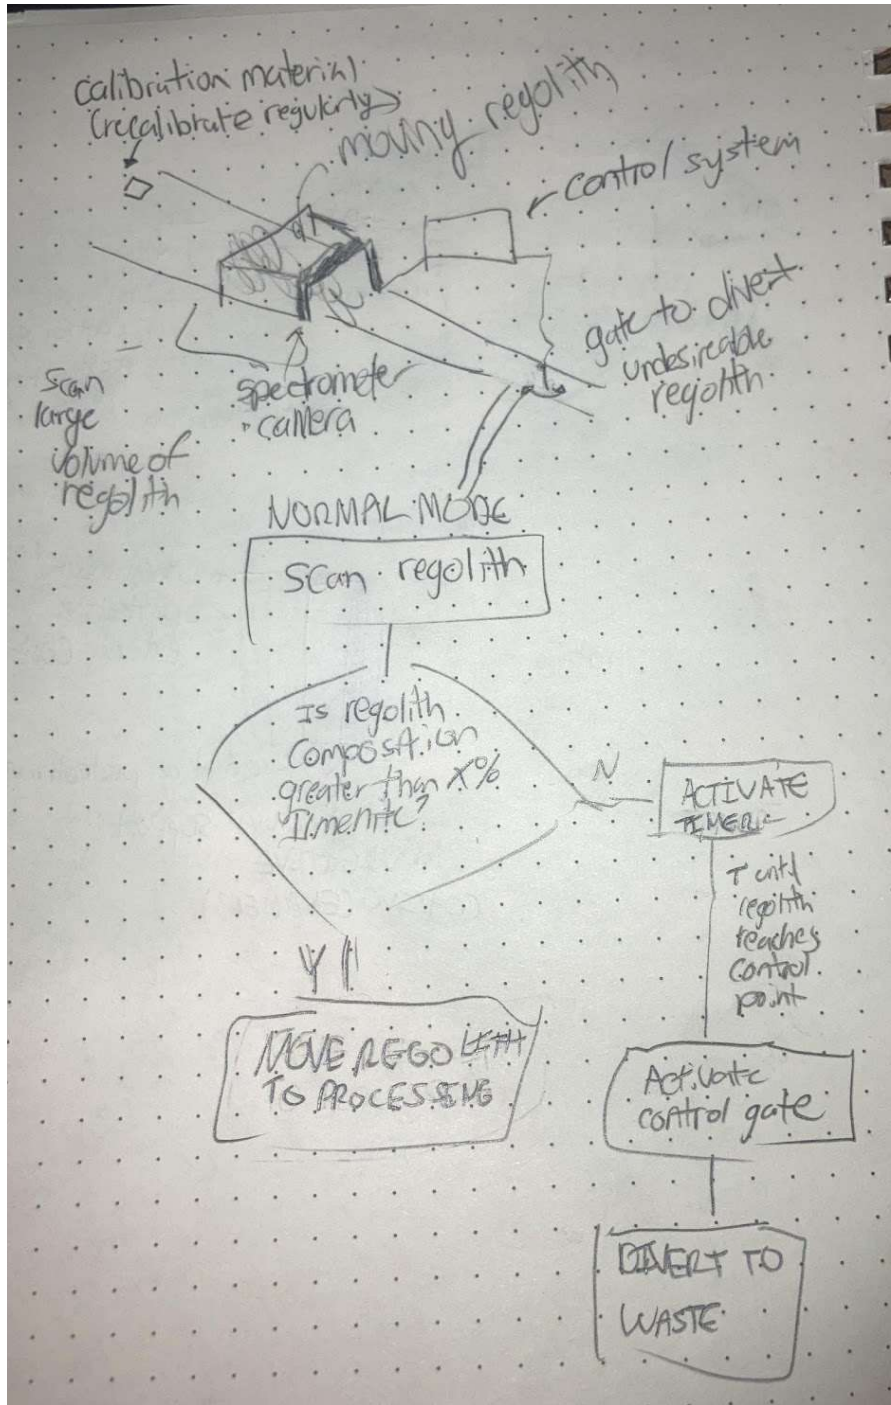 Calibration material
(recalibrate regularly)
moving regolith
control system
gate to divert
undesireable
regolith
Scan
large
volume of
regolith
spectrometer
camera
NORMAL MODE
Scan regolith
Is regolith
composition
greater than X%
Ilmenite?
N
ACTIVATE
TIMER
T until
regolith
reaches
control
point
Y
MOVE REGOLITH
TO PROCESSING
Activate
control gate
DIVERT TO
WASTE